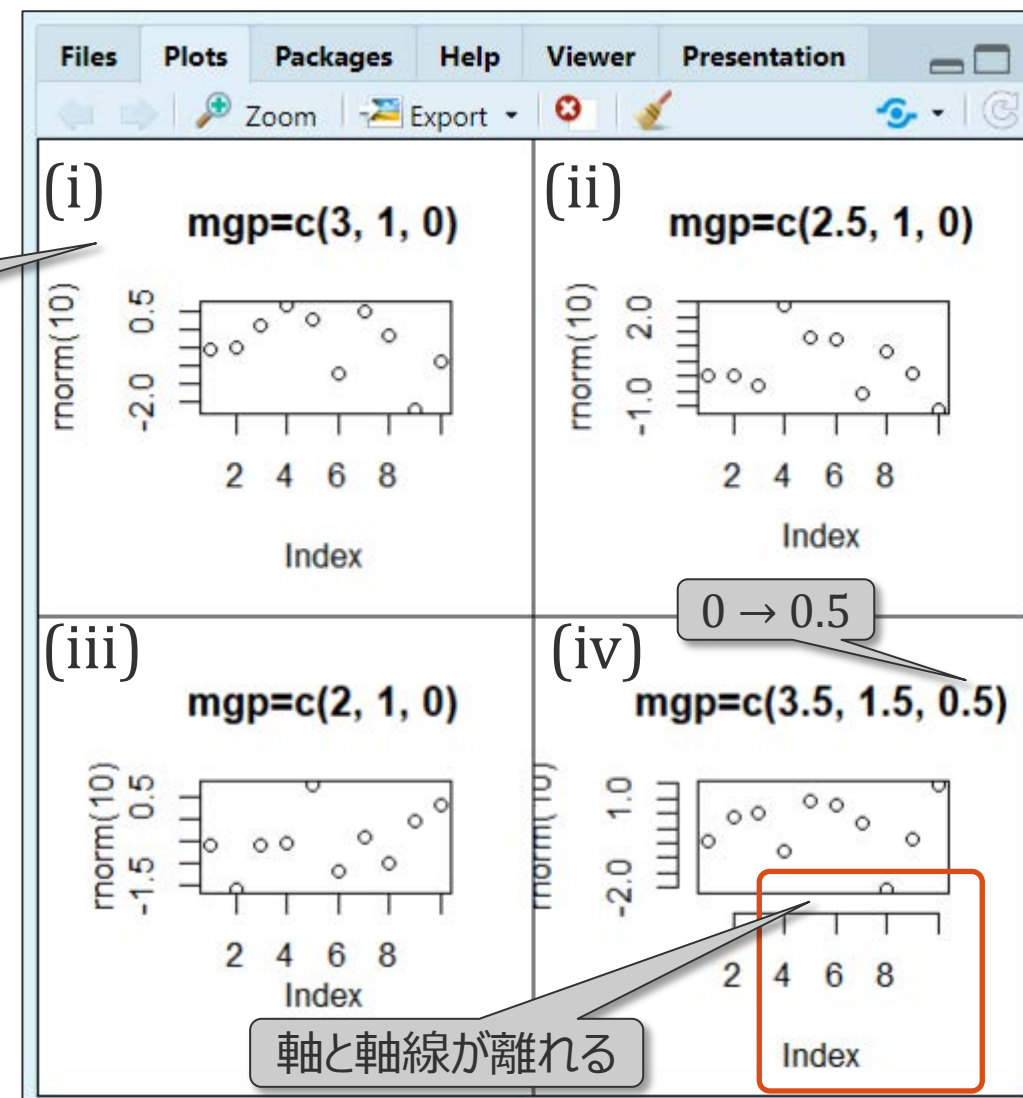 Files Plots Packages Help Viewer Presentation
Zoom Export
(i)
mgp=c(3, 1, 0)
rnorm(10)
-2.0 0.5
2 4 6 8
Index
(ii)
mgp=c(2.5, 1, 0)
rnorm(10)
-1.0 2.0
2 4 6 8
Index
(iii)
mgp=c(2, 1, 0)
rnorm(10)
-1.5 0.5
2 4 6 8
Index
0 → 0.5
(iv)
mgp=c(3.5, 1.5, 0.5)
rnorm(10)
-2.0 1.0
2 4 6 8
Index
軸と軸線が離れる